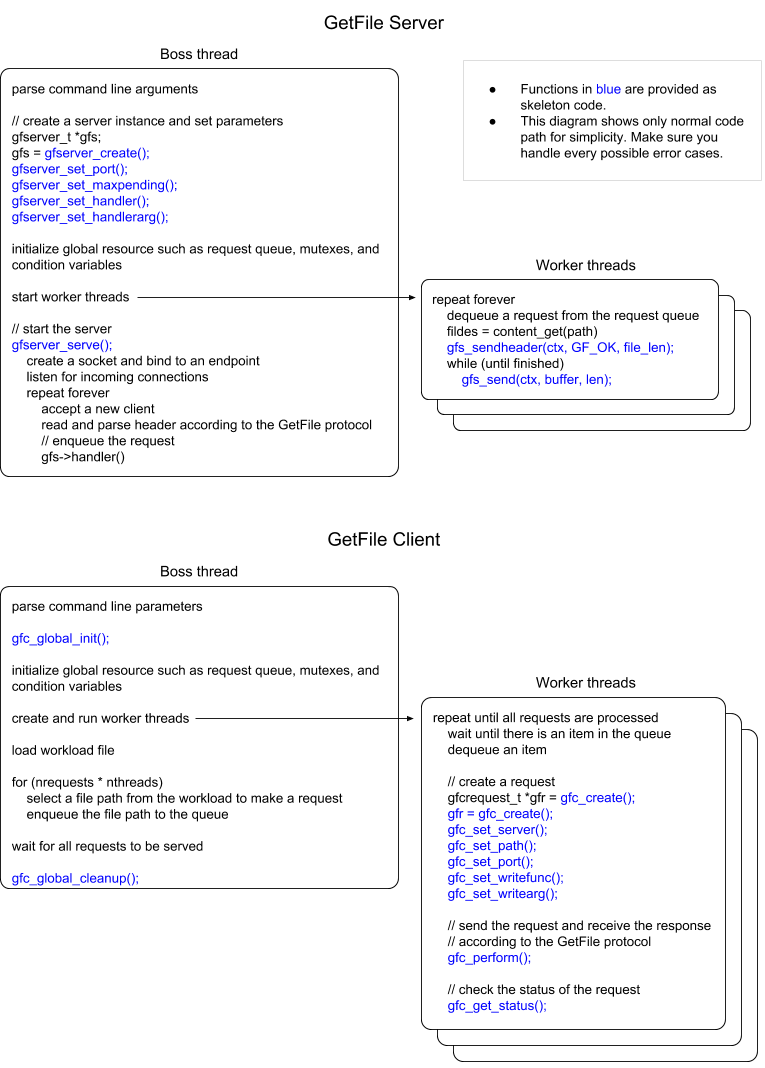 GetFile Server
Boss thread
parse command line arguments
// create a server instance and set parameters
gfserver_t *gfs;
gfs = gfserver_create();
gfserver_set_port();
gfserver_set_maxpending();
gfserver_set_handler();
gfserver_set_handlerarg();
initialize global resource such as request queue, mutexes, and
condition variables
start worker threads
// start the server
gfserver_serve();
create a socket and bind to an endpoint
listen for incoming connections
repeat forever
accept a new client
read and parse header according to the GetFile protocol
// enqueue the request
gfs->handler()
● Functions in blue are provided as
skeleton code.
● This diagram shows only normal code
path for simplicity. Make sure you
handle every possible error cases.
Worker threads
repeat forever
dequeue a request from the request queue
fildes = content_get(path)
gfs_sendheader(ctx, GF_OK, file_len);
while (until finished)
gfs_send(ctx, buffer, len);
GetFile Client
Boss thread
parse command line parameters
gfc_global_init();
initialize global resource such as request queue, mutexes, and
condition variables
create and run worker threads
load workload file
for (nrequests * nthreads)
select a file path from the workload to make a request
enqueue the file path to the queue
wait for all requests to be served
gfc_global_cleanup();
Worker threads
repeat until all requests are processed
wait until there is an item in the queue
dequeue an item
// create a request
gfcrequest_t *gfr = gfc_create();
gfr = gfc_create();
gfc_set_server();
gfc_set_path();
gfc_set_port();
gfc_set_writefunc();
gfc_set_writearg();
// send the request and receive the response
// according to the GetFile protocol
gfc_perform();
// check the status of the request
gfc_get_status();